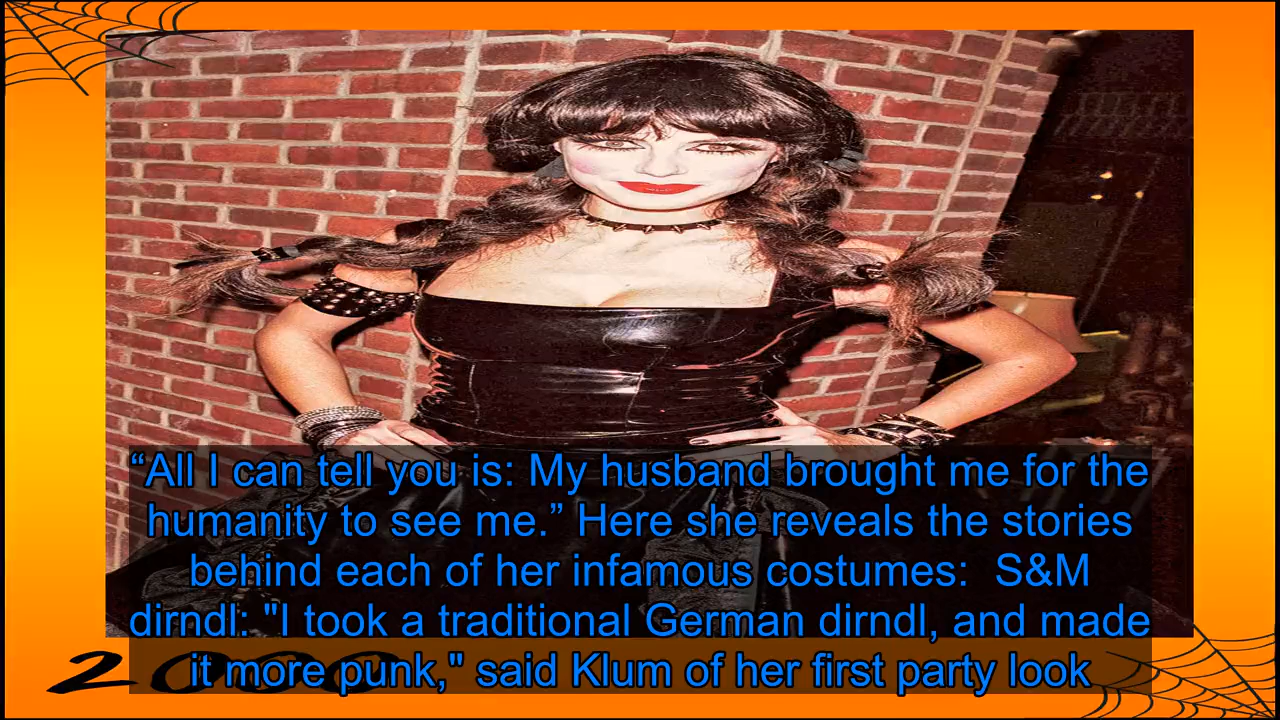 “All I can tell you is: My husband brought me for the
humanity to see me.” Here she reveals the stories
behind each of her infamous costumes:  S&M
dirndl: "I took a traditional German dirndl, and made
it more punk," said Klum of her first party look
2000